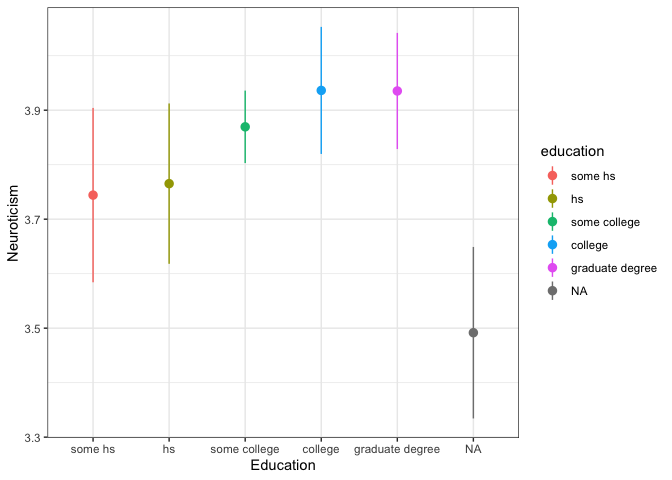 Neuroticism
3.9
3.7
3.5
3.3
some hs
hs
some college
college
graduate degree
NA
Education
education
some hs
hs
some college
college
graduate degree
NA